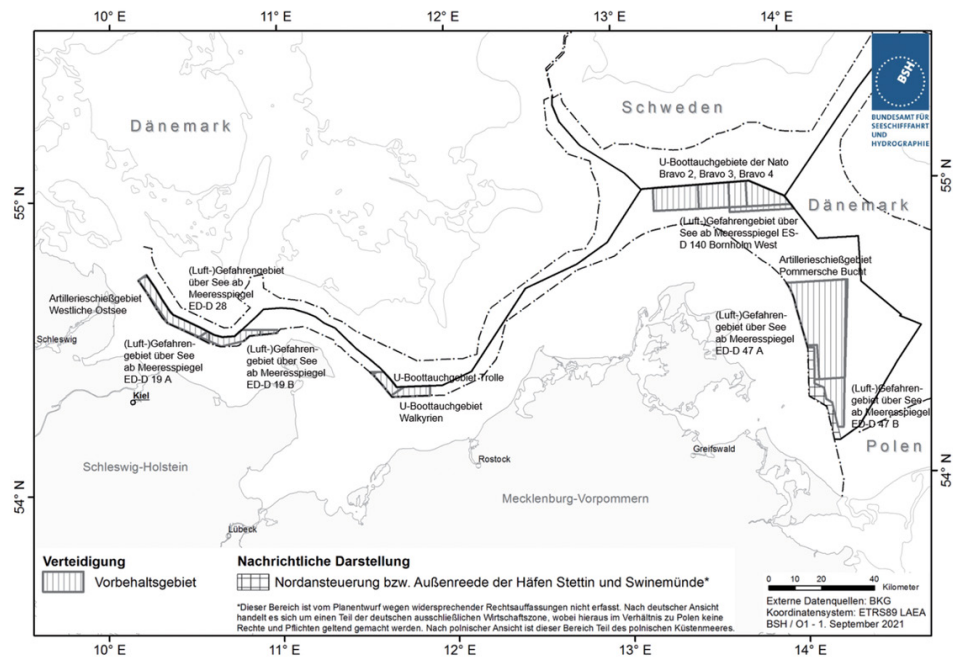 10° E
11° E
12° E
13° E
14° E
Schweden
Dänemark
BSH
BUNDESAMT FÜR
SEESCHIFFFAHRT
UND
HYDROGRAPHIE
55° N
55° N
U-Boottauchgebiete der Nato
Bravo 2, Bravo 3, Bravo 4
Dänemark
(Luft-)Gefahrengebiet über
See ab Meeresspiegel ES-
D 140 Bornholm West
Artillerieschießgebiet
Pommersche Bucht
(Luft-)Gefahrengebiet
über See ab
Meeresspiegel
ED-D 28
Artillerieschießgebiet
Westliche Ostsee
Schleswig
(Luft-)Gefahren-
gebiet über See
ab Meeresspiegel
ED-D 19 A
(Luft-)Gefahren-
gebiet über See
ab Meeresspiegel
ED-D 19 B
(Luft-)Gefahren-
gebiet über See
ab Meeresspiegel
ED-D 47 A
U-Boottauchgebiet Trolle
U-Boottauchgebiet
Walkyrien
(Luft-)Gefahren-
gebiet über See
ab Meeresspiegel
ED-D 47 B
Kiel
Polen
Greifswald
Rostock
Schleswig-Holstein
Mecklenburg-Vorpommern
54° N
54° N
Lübeck
Verteidigung
Vorbehaltsgebiet
Nachrichtliche Darstellung
Nordansteuerung bzw. Außenreede der Häfen Stettin und Swinemünde*
*Dieser Bereich ist vom Planentwurf wegen widersprechender Rechtsauffassungen nicht erfasst. Nach deutscher Ansicht
handelt es sich um einen Teil der deutschen ausschließlichen Wirtschaftszone, wobei hieraus im Verhältnis zu Polen keine
Rechte und Pflichten geltend gemacht werden. Nach polnischer Ansicht ist dieser Bereich Teil des polnischen Küstenmeeres.
0 10 20 40
Kilometer
Externe Datenquellen: BKG
Koordinatensystem: ETRS89 LAEA
BSH / O1 - 1. September 2021
10° E
11° E
12° E
13° E
14° E